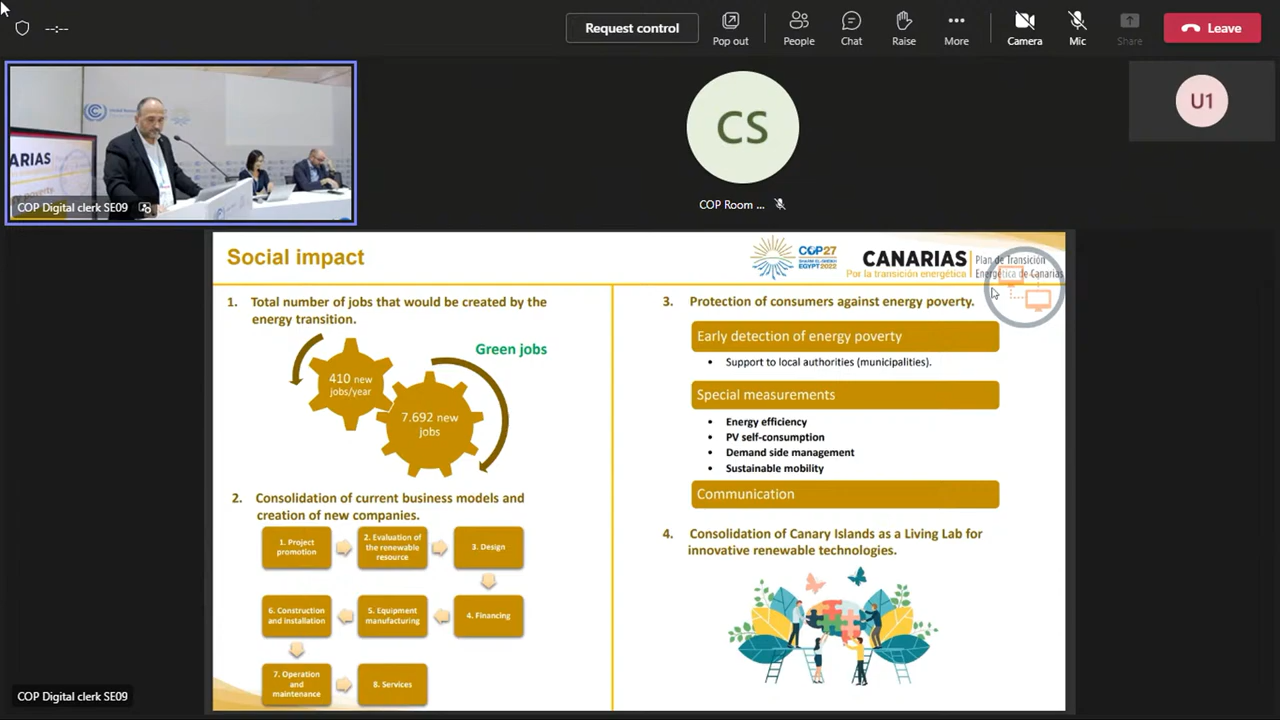 --:--
Request control
Pop out
People
Chat
Raise
More
Camera
Mic
Share
Leave
ARIAS
COP Digital clerk SE09
CS
COP Room ...
U1
Social impact
COP27
SHARM EL-SHEIKH
EGYPT 2022
CANARIAS
Por la transición energética
Plan de Transición
Energética de Canarias
1. Total number of jobs that would be created by the
energy transition.
Green jobs
410 new
jobs/year
7.692 new
jobs
2. Consolidation of current business models and
creation of new companies.
1. Project
promotion
2. Evaluation of
the renewable
resource
3. Design
4. Financing
5. Equipment
manufacturing
6. Construction
and installation
7. Operation
and
maintenance
8. Services
3. Protection of consumers against energy poverty.
Early detection of energy poverty
• Support to local authorities (municipalities).
Special measurements
• Energy efficiency
• PV self-consumption
• Demand side management
• Sustainable mobility
Communication
4. Consolidation of Canary Islands as a Living Lab for
innovative renewable technologies.
COP Digital clerk SE09